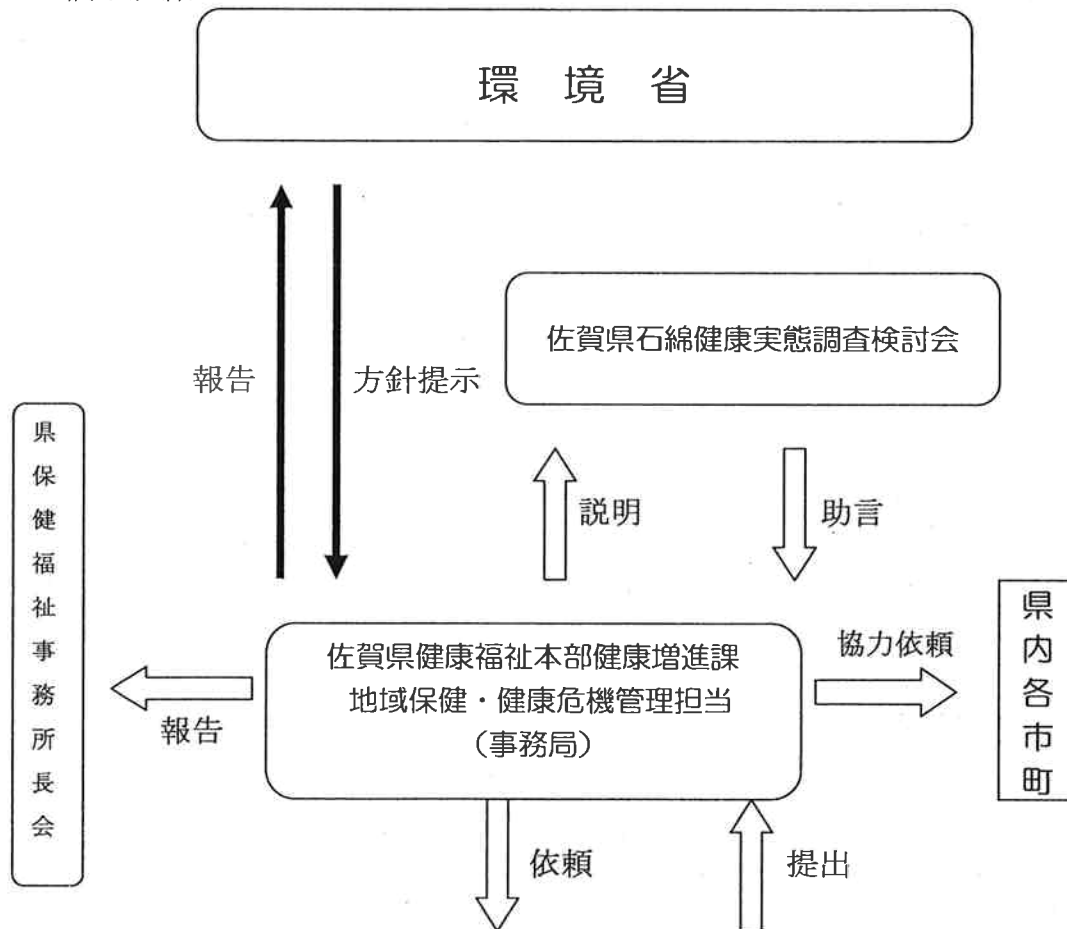 環境省
佐賀県石綿健康実態調査検討会
報告
方針提示
説明
助言
県保健福祉事務所長会
佐賀県健康福祉本部健康増進課
地域保健・健康危機管理担当
（事務局）
協力依頼
県内各市町
報告
依頼
提出